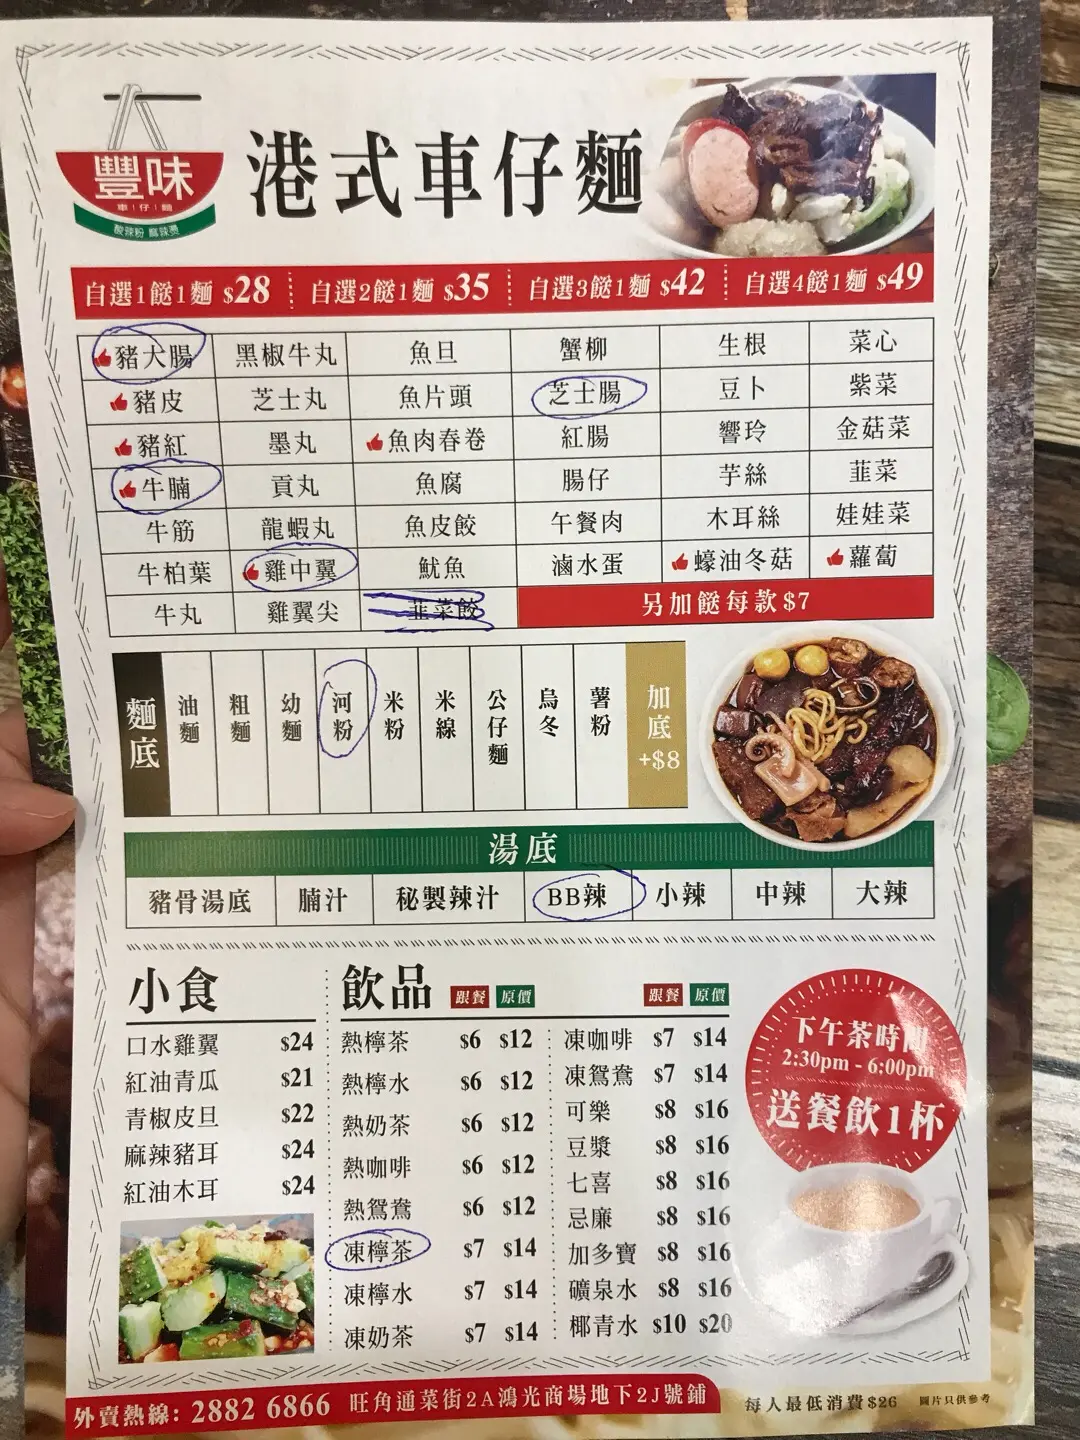 豐味
車仔麵
酸辣粉 麻辣燙
港式車仔麵
自選1餸1麵 $28 自選2餸1麵 $35 自選3餸1麵 $42 自選4餸1麵 $49
豬大腸 黑椒牛丸 魚旦 蟹柳 生根 菜心
豬皮 芝士丸 魚片頭 芝士腸 豆卜 紫菜
豬紅 墨丸 魚肉春卷 紅腸 響玲 金菇菜
牛腩 貢丸 魚腐 腸仔 芋絲 韮菜
牛筋 龍蝦丸 魚皮餃 午餐肉 木耳絲 娃娃菜
牛柏葉 雞中翼 魷魚 滷水蛋 蠔油冬菇 蘿蔔
牛丸 雞翼尖 韮菜餃 另加餸每款$7
麵底 油麵 粗麵 幼麵 河粉 米粉 米線 公仔麵 烏冬 薯粉 加底+$8
湯底
豬骨湯底 腩汁 秘製辣汁 BB辣 小辣 中辣 大辣
小食
口水雞翼 $24
紅油青瓜 $21
青椒皮旦 $22
麻辣豬耳 $24
紅油木耳 $24
飲品 跟餐 原價
熱檸茶 $6 $12
熱檸水 $6 $12
熱奶茶 $6 $12
熱咖啡 $6 $12
熱鴛鴦 $6 $12
凍檸茶 $7 $14
凍檸水 $7 $14
凍奶茶 $7 $14
跟餐 原價
凍咖啡 $7 $14
凍鴛鴦 $7 $14
可樂 $8 $16
豆漿 $8 $16
七喜 $8 $16
忌廉 $8 $16
加多寶 $8 $16
礦泉水 $8 $16
椰青水 $10 $20
下午茶時間
2:30pm - 6:00pm
送餐飲1杯
外賣熱線: 2882 6866 旺角通菜街2A鴻光商場地下2J號鋪
每人最低消費$26 圖片只供參考